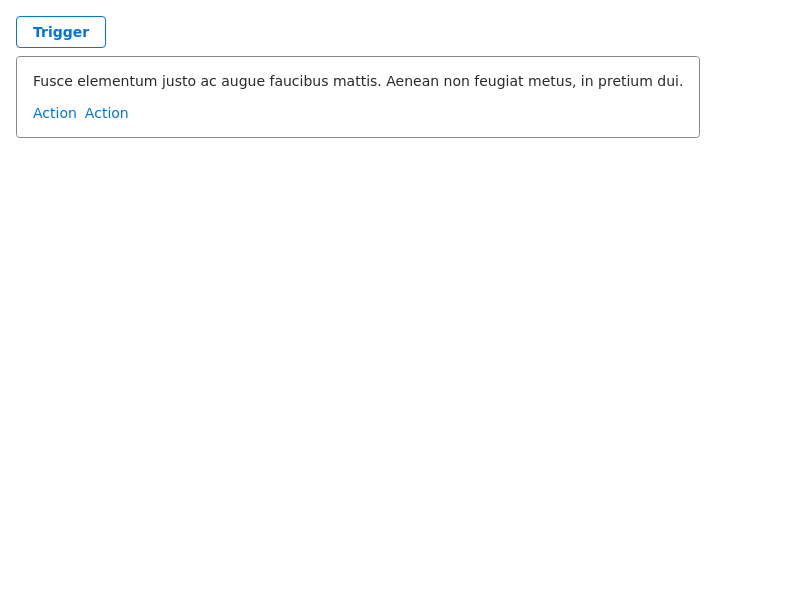 Trigger
Fusce elementum justo ac augue faucibus mattis. Aenean non feugiat metus, in pretium dui.
Action Action